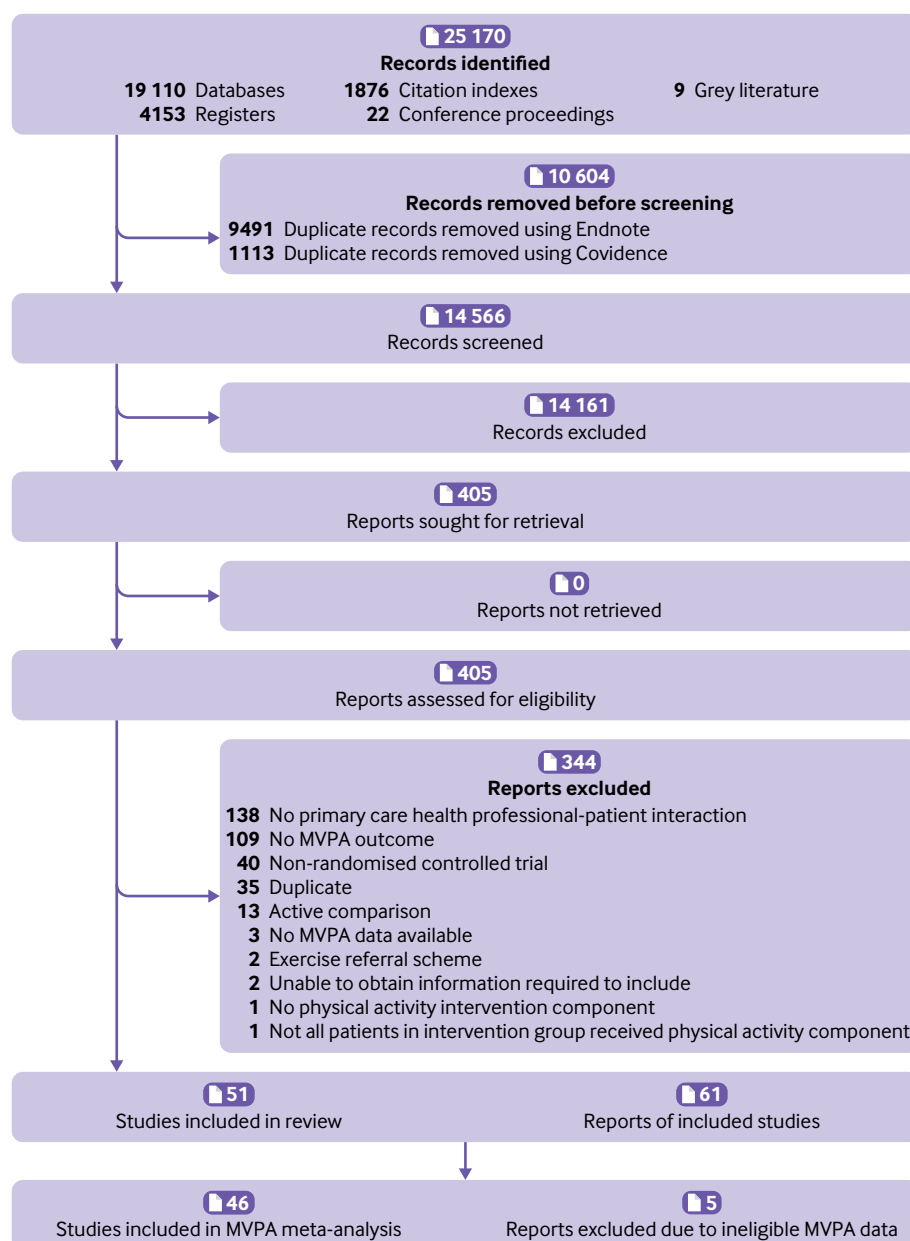 25 170
Records identified
19 110 Databases 1876 Citation indexes 9 Grey literature
4153 Registers 22 Conference proceedings
10 604
Records removed before screening
9491 Duplicate records removed using Endnote
1113 Duplicate records removed using Covidence
14 566
Records screened
14 161
Records excluded
405
Reports sought for retrieval
0
Reports not retrieved
405
Reports assessed for eligibility
344
Reports excluded
138 No primary care health professional-patient interaction
109 No MVPA outcome
40 Non-randomised controlled trial
35 Duplicate
13 Active comparison
3 No MVPA data available
2 Exercise referral scheme
2 Unable to obtain information required to include
1 No physical activity intervention component
1 Not all patients in intervention group received physical activity component
51 61
Studies included in review Reports of included studies
46 5
Studies included in MVPA meta-analysis Reports excluded due to ineligible MVPA data